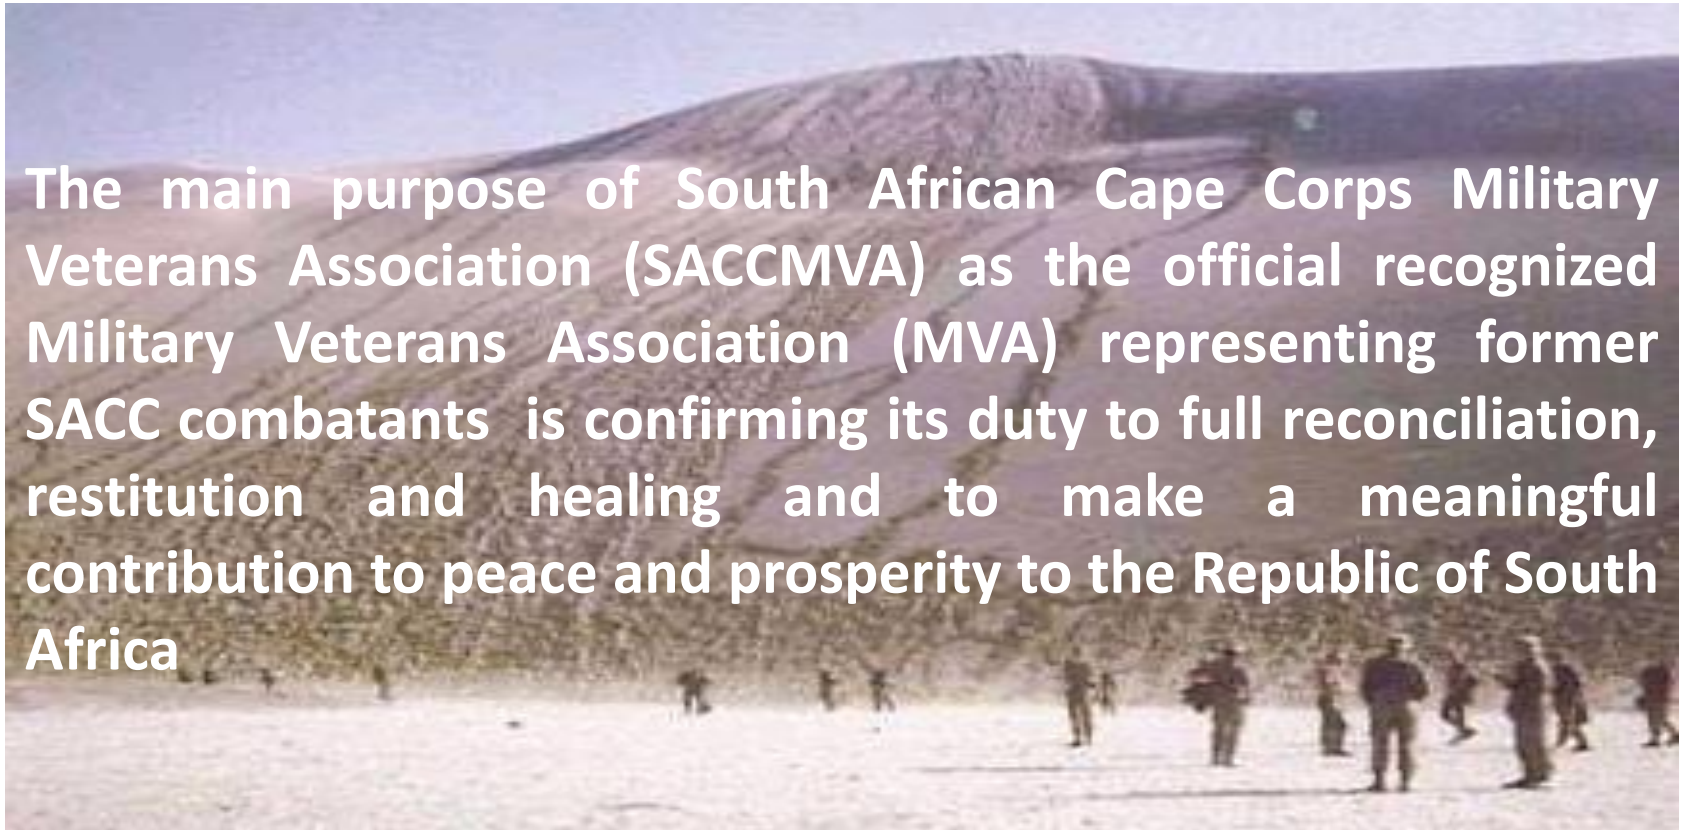 The main purpose of South African Cape Corps Military
Veterans Association (SACCMVA) as the official recognized
Military Veterans Association (MVA) representing former
SACC combatants  is confirming its duty to full reconciliation,
restitution and healing and to make a meaningful
contribution to peace and prosperity to the Republic of South
Africa